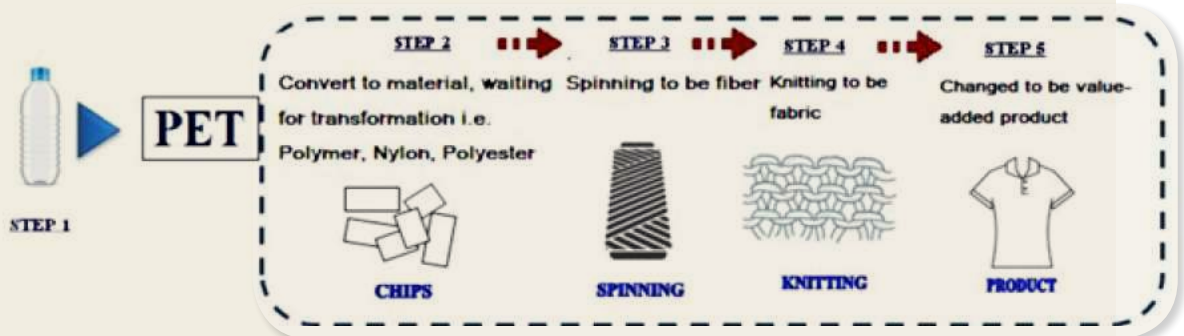 STEP 1
PET
STEP 2
Convert to material, waiting
for transformation i.e.
Polymer, Nylon, Polyester
CHIPS
STEP 3
Spinning to be fiber
SPINNING
STEP 4
Knitting to be
fabric
KNITTING
STEP 5
Changed to be value-
added product
PRODUCT